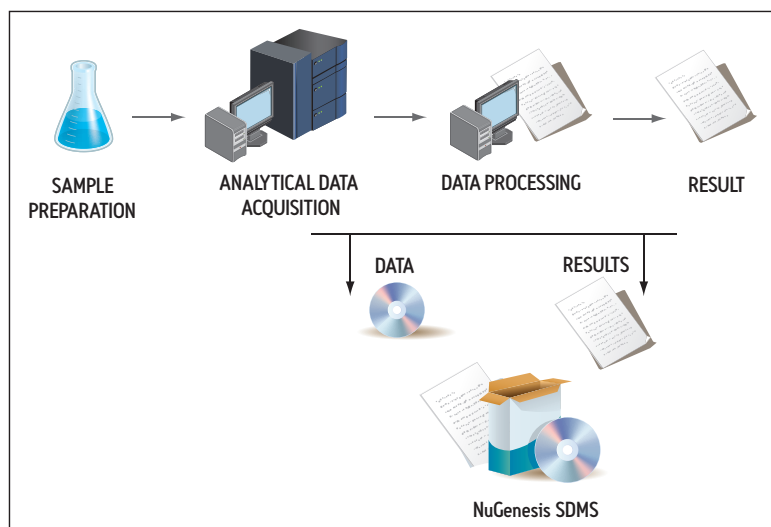 SAMPLE
PREPARATION
ANALYTICAL DATA
ACQUISITION
DATA PROCESSING
RESULT
DATA
RESULTS
NuGenesis SDMS